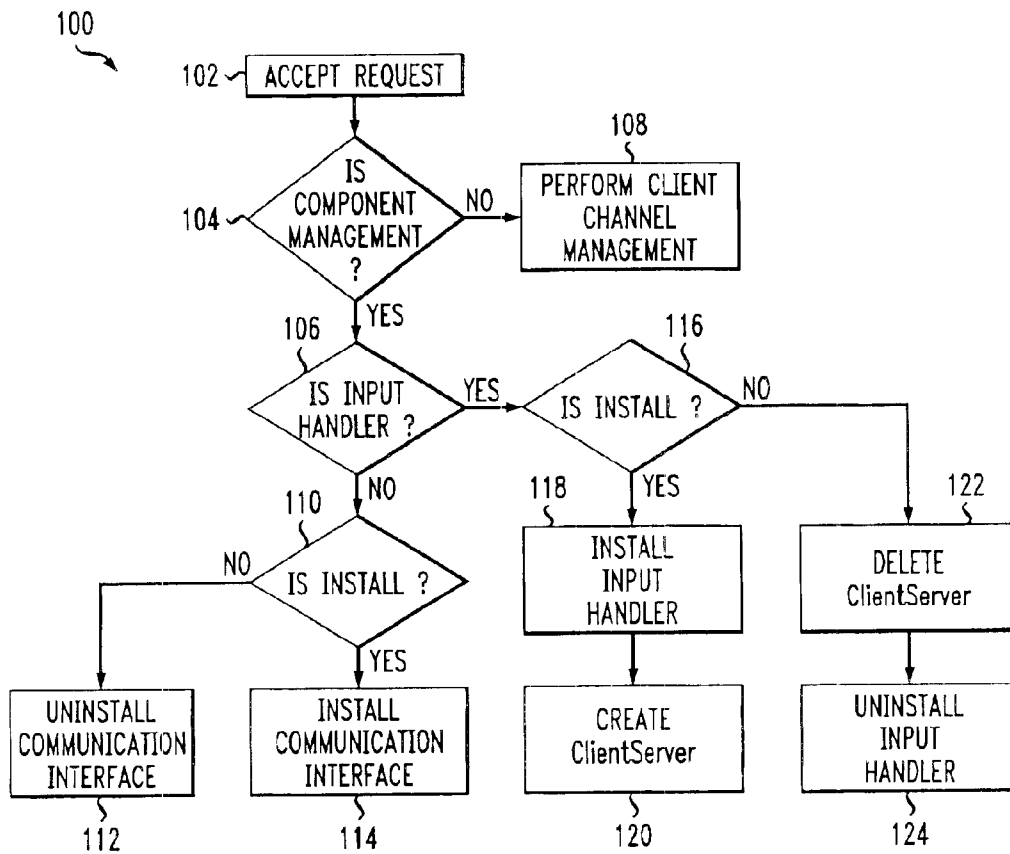 100
102
ACCEPT REQUEST
104
IS
COMPONENT
MANAGEMENT
?
NO
108
PERFORM CLIENT
CHANNEL
MANAGEMENT
YES
106
IS INPUT
HANDLER ?
YES
116
IS INSTALL ?
NO
NO
110
IS INSTALL ?
NO
YES
118
INSTALL
INPUT
HANDLER
122
DELETE
ClientServer
YES
UNINSTALL
COMMUNICATION
INTERFACE
112
INSTALL
COMMUNICATION
INTERFACE
114
CREATE
ClientServer
120
UNINSTALL
INPUT
HANDLER
124